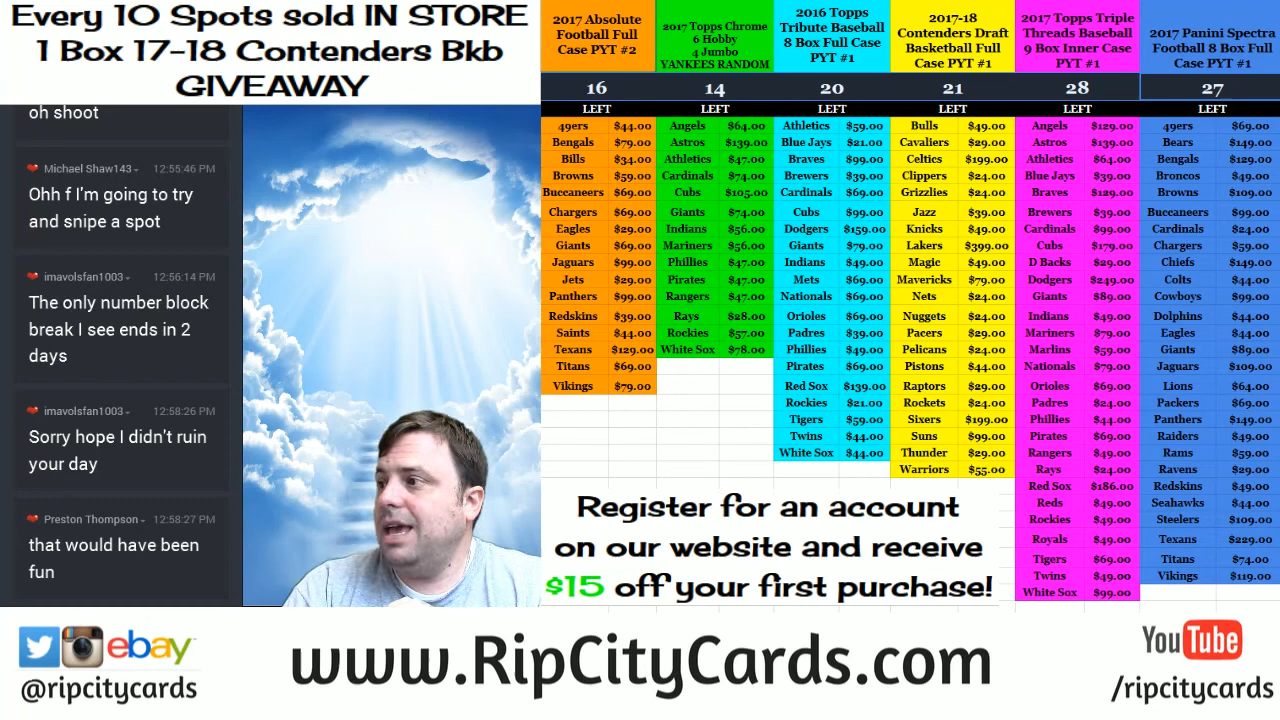 Every 10 Spots sold IN STORE
1 Box 17-18 Contenders Bkb
GIVEAWAY
oh shoot
Michael Shaw143 12:55:46 PM
Ohh f I'm going to try
and snipe a spot
imavolsfan1003 12:56:14 PM
The only number block
break I see ends in 2
days
imavolsfan1003 12:58:26 PM
Sorry hope I didn't ruin
your day
Preston Thompson 12:58:27 PM
that would have been
fun
2017 Absolute
Football Full
Case PYT #2
16
LEFT
49ers $44.00
Bengals $79.00
Bills $34.00
Browns $59.00
Buccaneers $69.00
Chargers $69.00
Eagles $29.00
Giants $69.00
Jaguars $99.00
Jets $29.00
Panthers $99.00
Redskins $39.00
Saints $44.00
Texans $129.00
Titans $69.00
Vikings $79.00
2017 Topps Chrome
6 Hobby
4 Jumbo
YANKEES RANDOM
14
LEFT
Angels $64.00
Astros $139.00
Athletics $47.00
Cardinals $74.00
Cubs $105.00
Giants $74.00
Indians $56.00
Mariners $56.00
Phillies $47.00
Pirates $47.00
Rangers $47.00
Rays $28.00
Rockies $57.00
White Sox $78.00
2016 Topps
Tribute Baseball
8 Box Full Case
PYT #1
20
LEFT
Athletics $59.00
Blue Jays $21.00
Braves $99.00
Brewers $39.00
Cardinals $69.00
Cubs $99.00
Dodgers $159.00
Giants $79.00
Indians $49.00
Mets $69.00
Nationals $69.00
Orioles $69.00
Padres $39.00
Phillies $49.00
Pirates $69.00
Red Sox $139.00
Rockies $21.00
Tigers $59.00
Twins $44.00
White Sox $44.00
2017-18
Contenders Draft
Basketball Full
Case PYT #1
21
LEFT
Bulls $49.00
Cavaliers $29.00
Celtics $199.00
Clippers $24.00
Grizzlies $24.00
Jazz $39.00
Knicks $49.00
Lakers $399.00
Magic $49.00
Mavericks $79.00
Nets $24.00
Nuggets $24.00
Pacers $29.00
Pelicans $24.00
Pistons $44.00
Raptors $29.00
Rockets $24.00
Sixers $199.00
Suns $99.00
Thunder $29.00
Warriors $55.00
2017 Topps Triple
Threads Baseball
9 Box Inner Case
PYT #1
28
LEFT
Angels $129.00
Astros $139.00
Athletics $64.00
Blue Jays $39.00
Braves $129.00
Brewers $39.00
Cardinals $99.00
Cubs $179.00
D Backs $29.00
Dodgers $249.00
Giants $89.00
Indians $49.00
Mariners $79.00
Marlins $59.00
Nationals $79.00
Orioles $69.00
Padres $24.00
Phillies $44.00
Pirates $69.00
Rangers $49.00
Rays $24.00
Red Sox $186.00
Reds $49.00
Rockies $49.00
Royals $49.00
Tigers $69.00
Twins $49.00
White Sox $99.00
2017 Panini Spectra
Football 8 Box Full
Case PYT #1
27
LEFT
49ers $69.00
Bears $149.00
Bengals $129.00
Broncos $49.00
Browns $109.00
Buccaneers $99.00
Cardinals $24.00
Chargers $59.00
Chiefs $149.00
Colts $44.00
Cowboys $99.00
Dolphins $44.00
Eagles $44.00
Giants $89.00
Jaguars $109.00
Lions $64.00
Packers $69.00
Panthers $149.00
Raiders $49.00
Rams $59.00
Ravens $29.00
Redskins $49.00
Seahawks $44.00
Steelers $109.00
Texans $229.00
Titans $74.00
Vikings $119.00
Register for an account
on our website and receive
$15 off your first purchase!
ebay
@ripcitycards
www.RipCityCards.com
You Tube
/ripcitycards